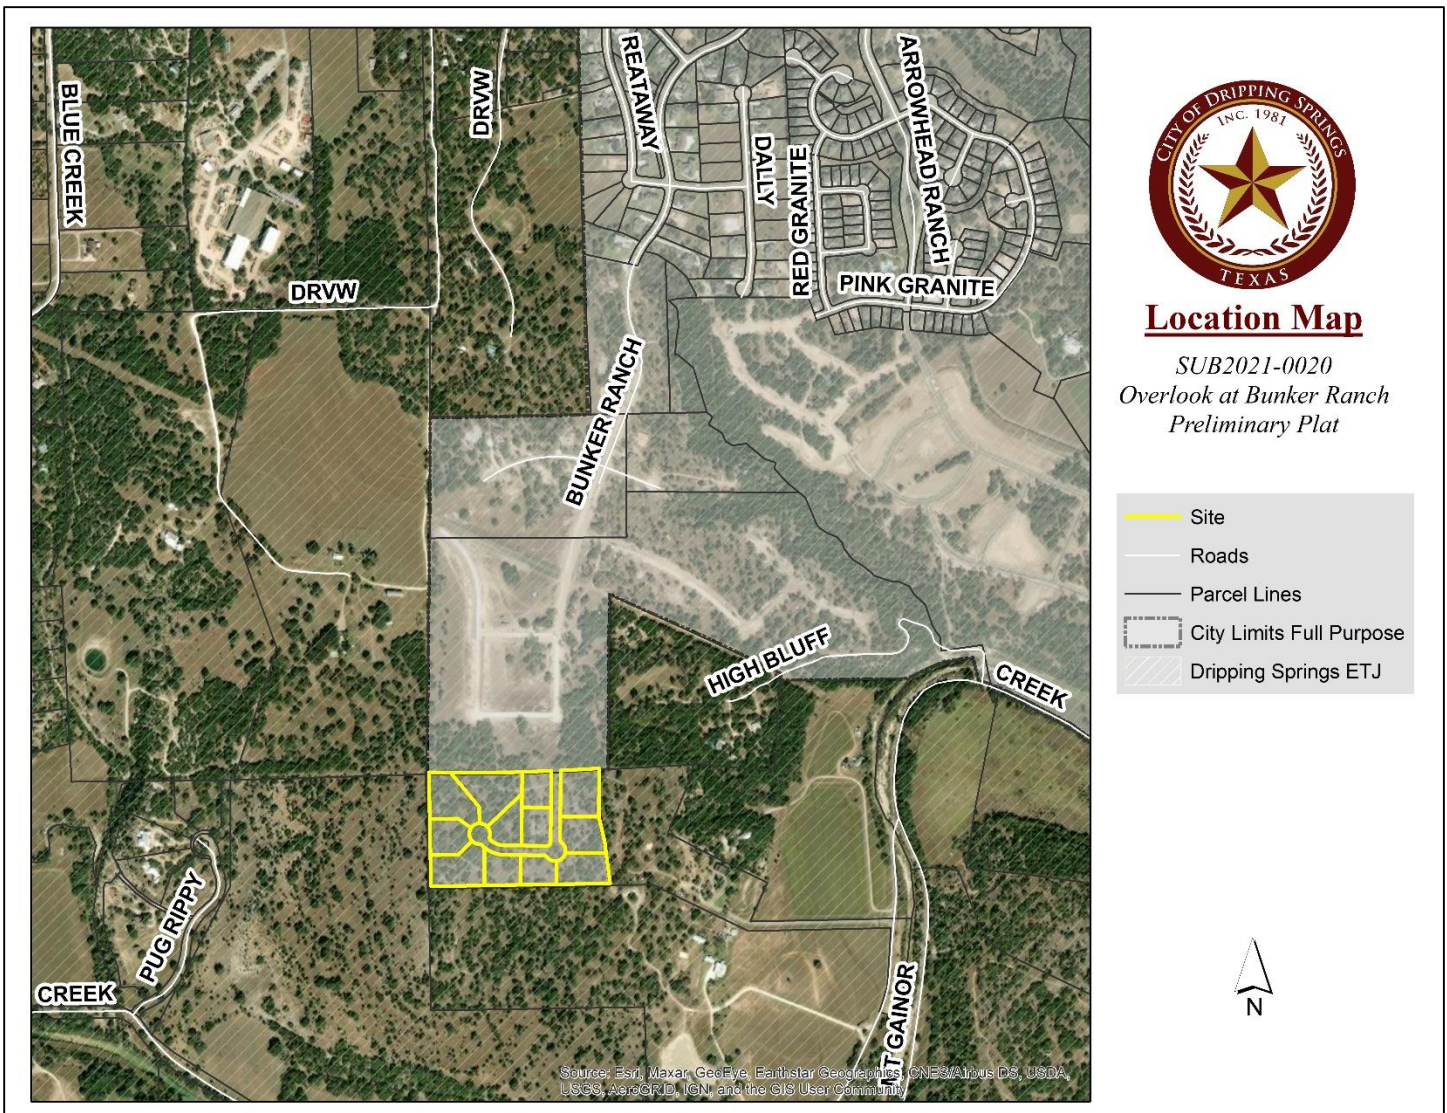 BLUE CREEK
DRVW
DRVW
REATAWAY
DALLY
RED GRANITE
ARROWHEAD RANCH
PINK GRANITE
BUNKER RANCH
HIGH BLUFF
CREEK
PUG RIPPY
CREEK
MT GAINOR
Source: Esri, Maxar, GeoEye, Earthstar Geographics, CNES/Airbus DS, USDA,
USGS, AeroGRID, IGN, and the GIS User Community
CITY OF DRIPPING SPRINGS
INC. 1981
TEXAS
Location Map
SUB2021-0020
Overlook at Bunker Ranch
Preliminary Plat
Site
Roads
Parcel Lines
City Limits Full Purpose
Dripping Springs ETJ
N